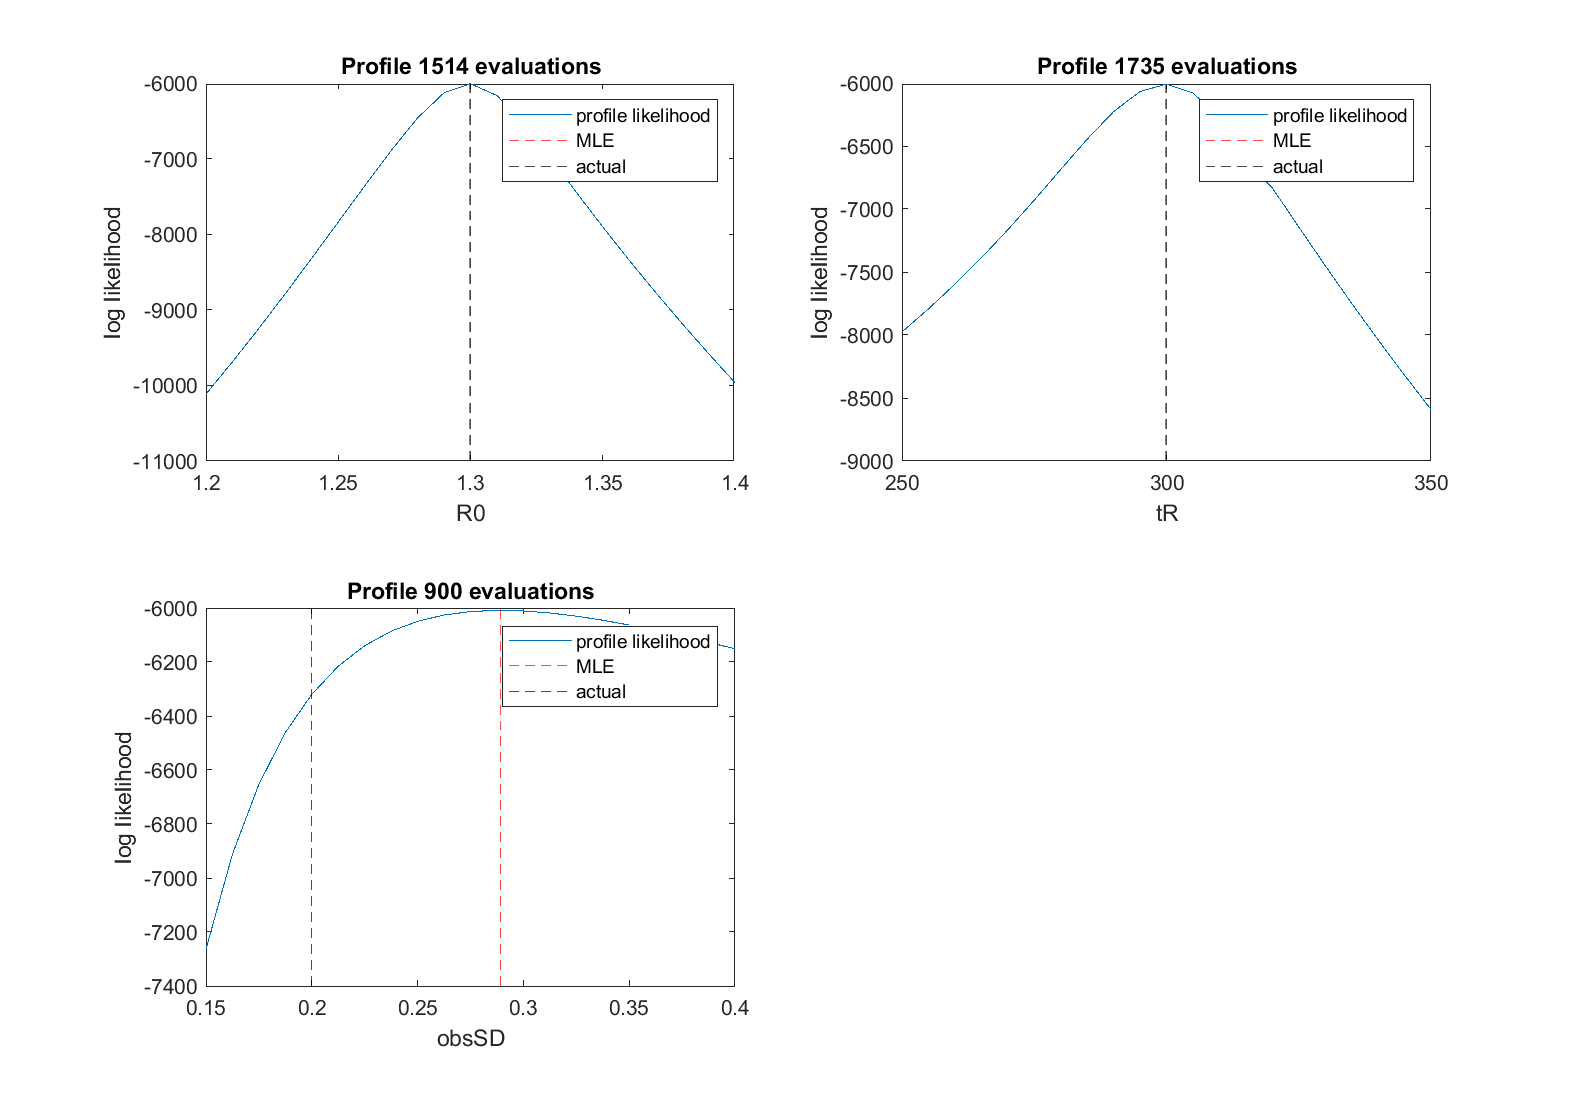 Profile 1514 evaluations
-6000
-7000
-8000
-9000
-10000
-11000
log likelihood
profile likelihood
MLE
actual
1.2 1.25 1.3 1.35 1.4
R0
Profile 1735 evaluations
-6000
-6500
-7000
-7500
-8000
-8500
-9000
log likelihood
profile likelihood
MLE
actual
250 300 350
tR
Profile 900 evaluations
-6000
-6200
-6400
-6600
-6800
-7000
-7200
-7400
log likelihood
profile likelihood
MLE
actual
0.15 0.2 0.25 0.3 0.35 0.4
obsSD